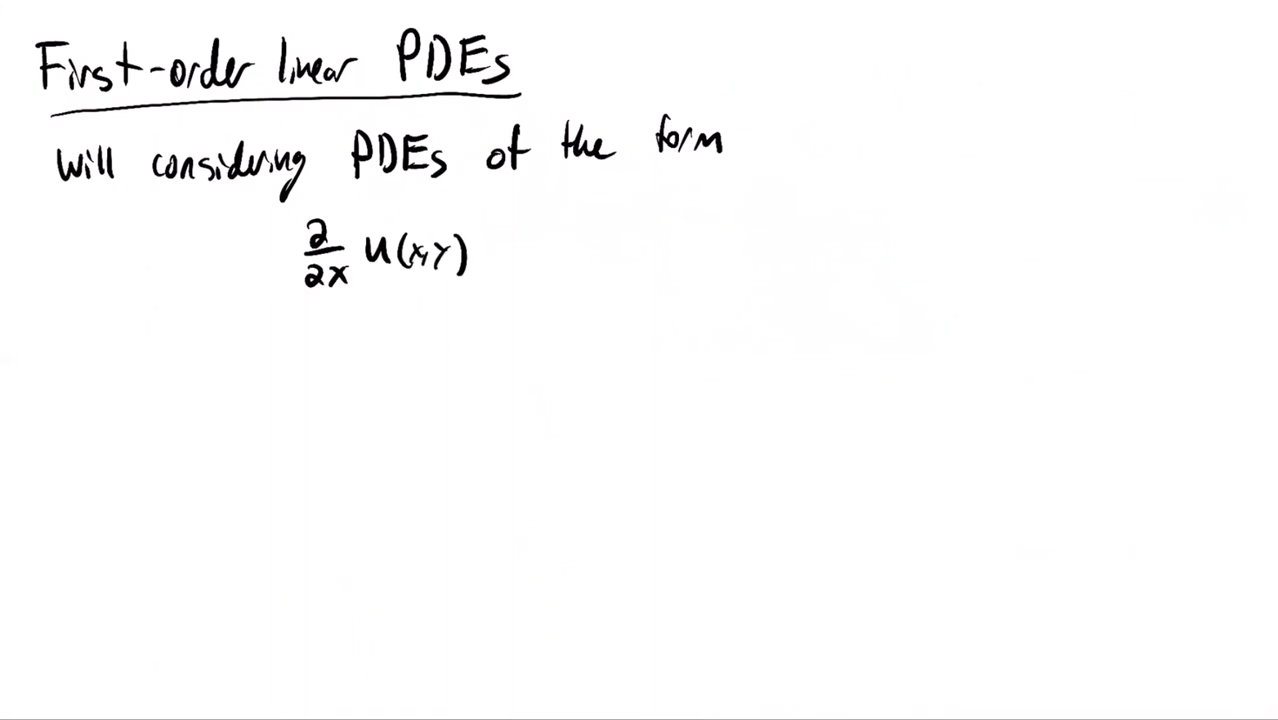 First-order linear PDEs
will considering PDEs of the form
∂/∂x u(x,y)